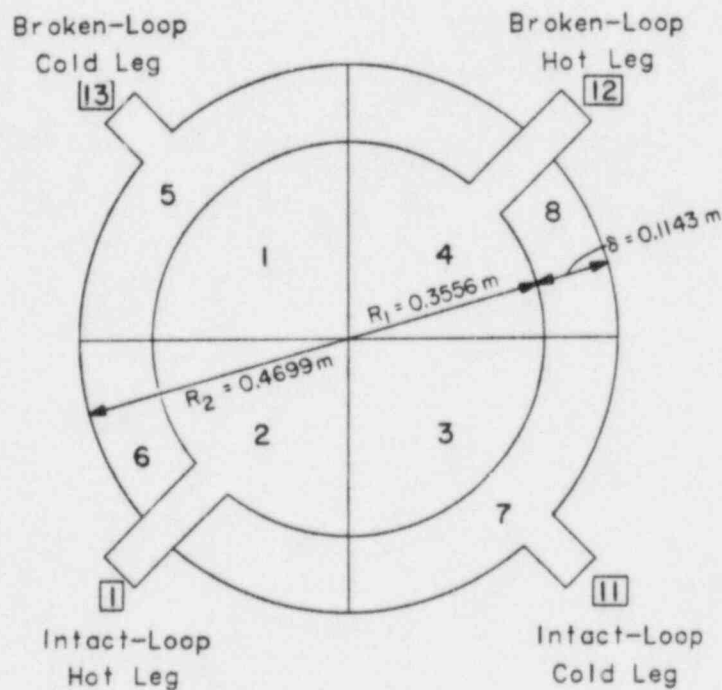 Broken-Loop
Cold Leg
13
Broken-Loop
Hot Leg
12
5
8
1
4
δ = 0.1143 m
R₁ = 0.3556 m
R₂ = 0.4699 m
6
2
3
7
1
11
Intact-Loop
Hot Leg
Intact-Loop
Cold Leg